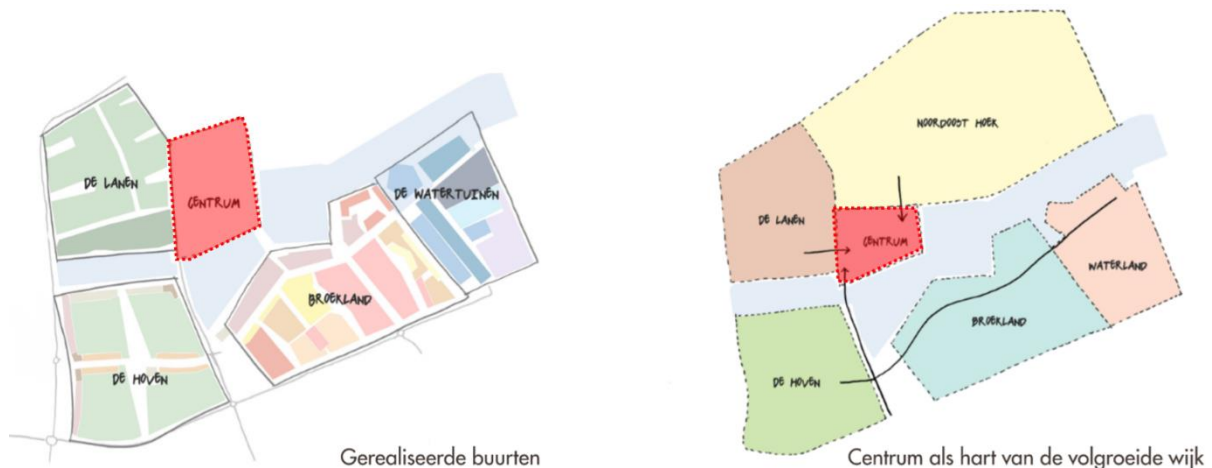 DE LANEN
CENTRUM
DE WATERTUINEN
BROEKLAND
DE HOVEN
Gerealiseerde buurten
NOORDOOST HOEK
DE LANEN
CENTRUM
WATERLAND
BROEKLAND
DE HOVEN
Centrum als hart van de volgroeide wijk